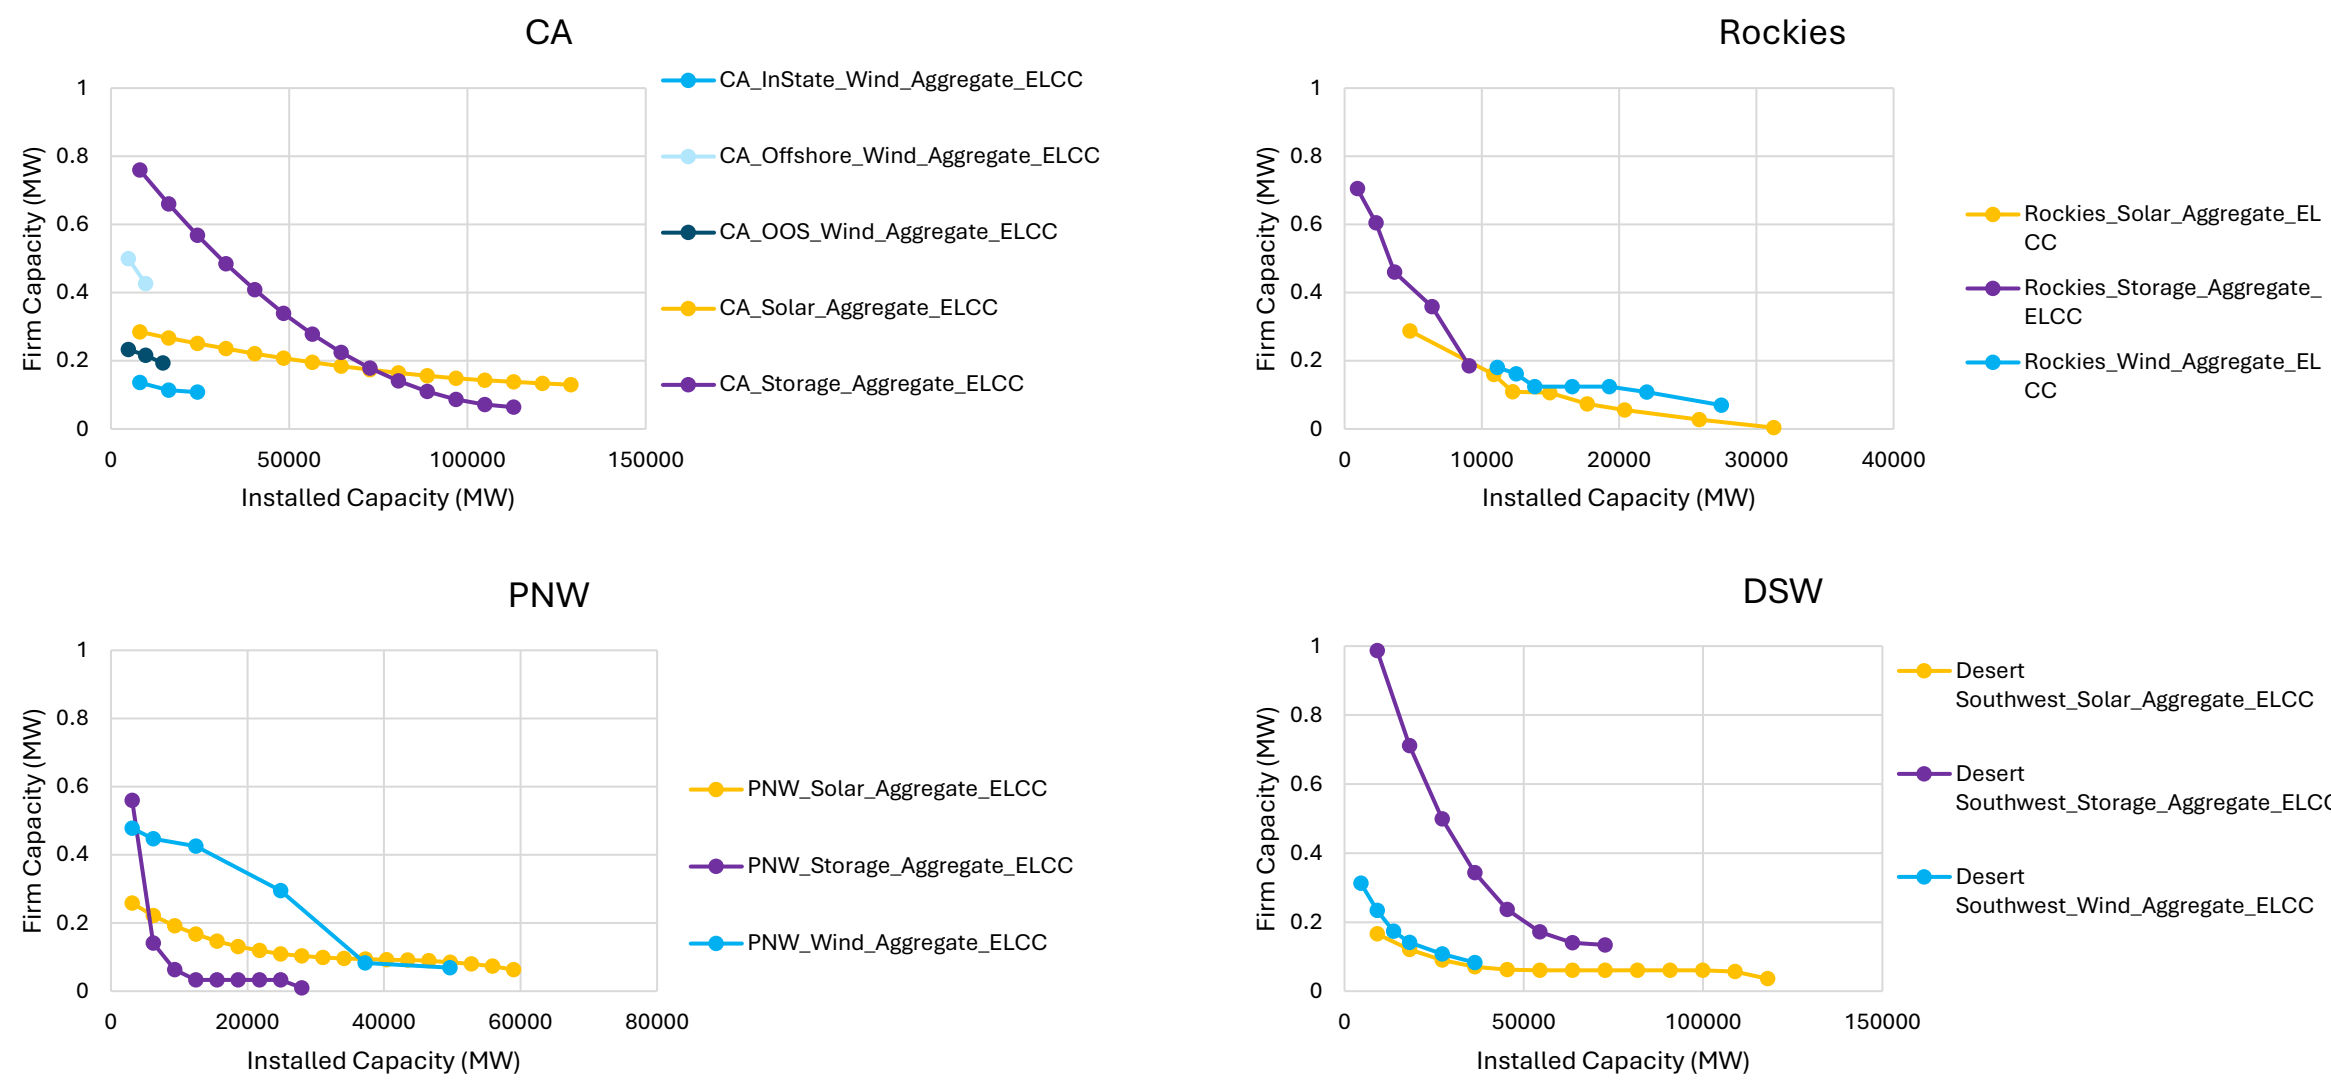 CA
1
0.8
0.6
0.4
0.2
0
Firm Capacity (MW)
0 50000 100000 150000
Installed Capacity (MW)
CA_InState_Wind_Aggregate_ELCC
CA_Offshore_Wind_Aggregate_ELCC
CA_OOS_Wind_Aggregate_ELCC
CA_Solar_Aggregate_ELCC
CA_Storage_Aggregate_ELCC
Rockies
1
0.8
0.6
0.4
0.2
0
Firm Capacity (MW)
0 10000 20000 30000 40000
Installed Capacity (MW)
Rockies_Solar_Aggregate_EL
CC
Rockies_Storage_Aggregate_
ELCC
Rockies_Wind_Aggregate_EL
CC
PNW
1
0.8
0.6
0.4
0.2
0
Firm Capacity (MW)
0 20000 40000 60000 80000
Installed Capacity (MW)
PNW_Solar_Aggregate_ELCC
PNW_Storage_Aggregate_ELCC
PNW_Wind_Aggregate_ELCC
DSW
1
0.8
0.6
0.4
0.2
0
Firm Capacity (MW)
0 50000 100000 150000
Installed Capacity (MW)
Desert
Southwest_Solar_Aggregate_ELCC
Desert
Southwest_Storage_Aggregate_ELCC
Desert
Southwest_Wind_Aggregate_ELCC